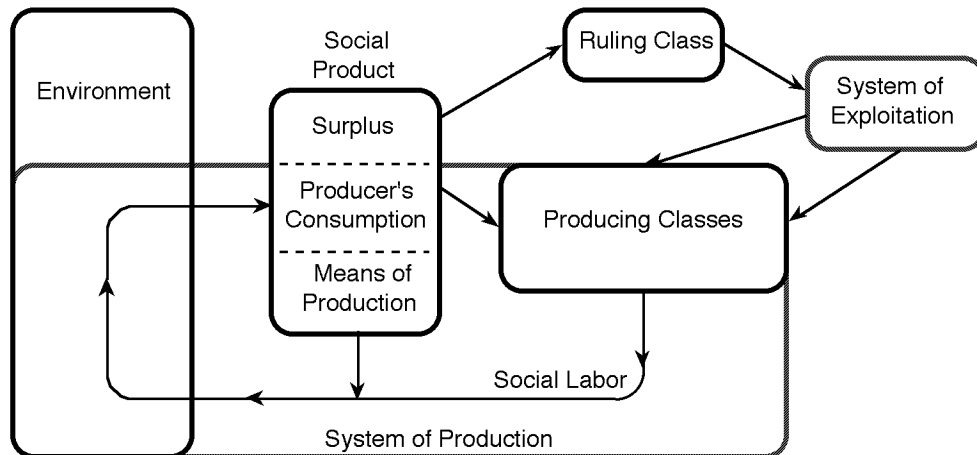 Environment
Social
Product
Surplus
Producer's
Consumption
Means of
Production
Ruling Class
System of
Exploitation
Producing Classes
Social Labor
System of Production